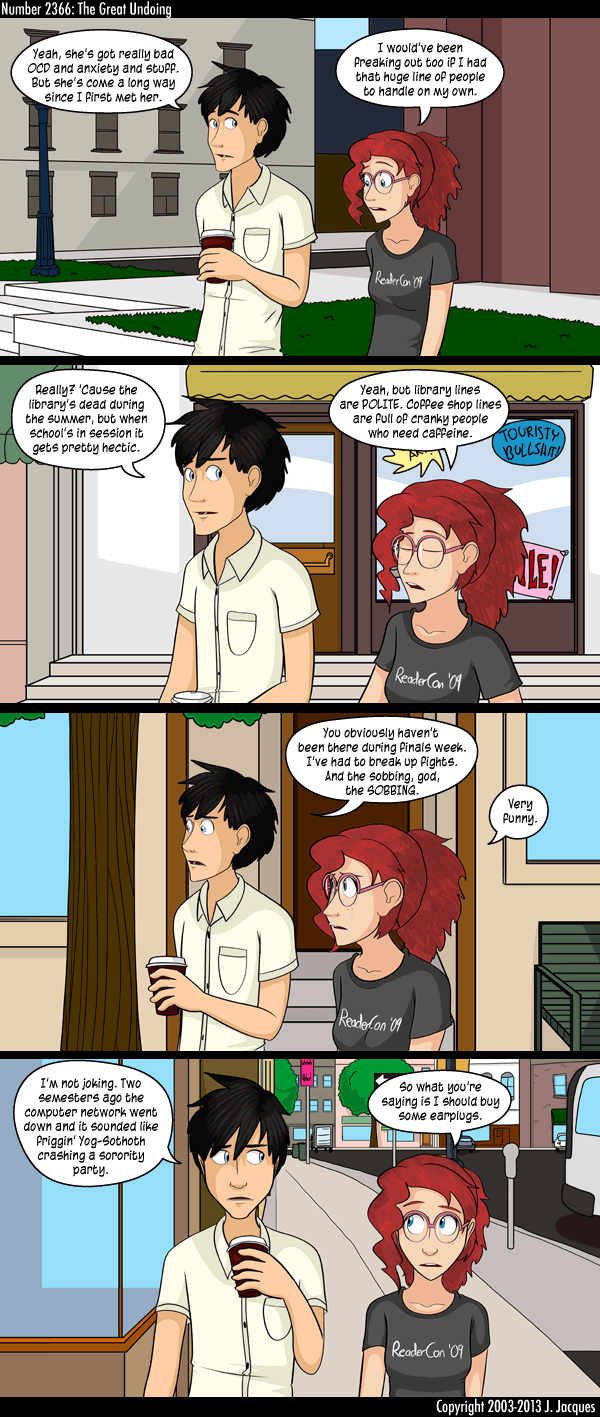 Number 2366: The Great Undoing
Yeah, she's got really bad
OCD and anxiety and stuff.
But she's come a long way
since I first met her.
I would've been
freaking out too if I had
that huge line of people
to handle on my own.
ReaderCon '09
Really? 'Cause the
library's dead during
the summer, but when
school's in session it
gets pretty hectic.
Yeah, but library lines
are POLITE. Coffee shop lines
are full of cranky people
who need caffeine.
TOURISTY
BULLSHIT!
LE!
ReaderCon '09
You obviously haven't
been there during finals week.
I've had to break up fights.
And the sobbing, god,
the SOBBING.
Very
funny.
ReaderCon '09
I'm not joking. Two
semesters ago the
computer network went
down and it sounded like
friggin' Yog-Sothoth
crashing a sorority
party.
So what you're
saying is I should buy
some earplugs.
ReaderCon '09
Copyright 2003-2013 J. Jacques